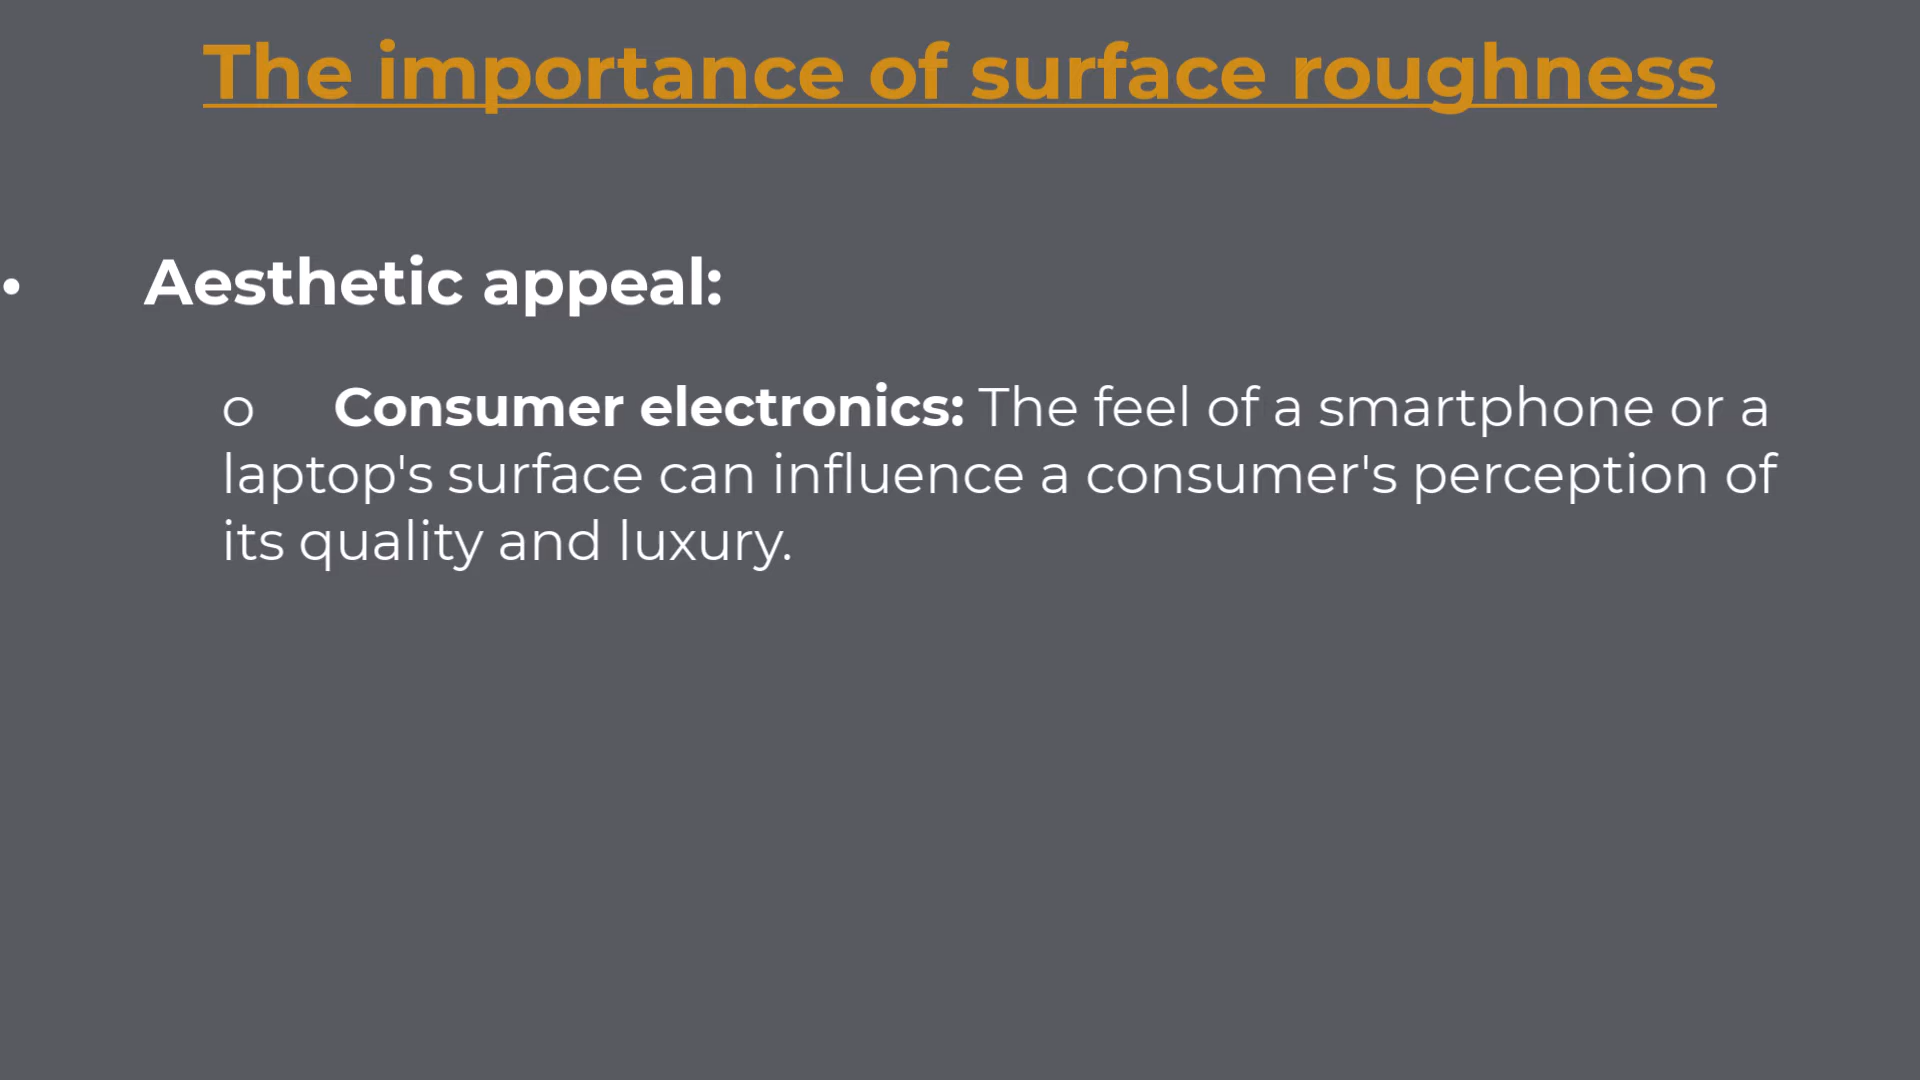 The importance of surface roughness
• Aesthetic appeal:
o Consumer electronics: The feel of a smartphone or a
laptop's surface can influence a consumer's perception of
its quality and luxury.